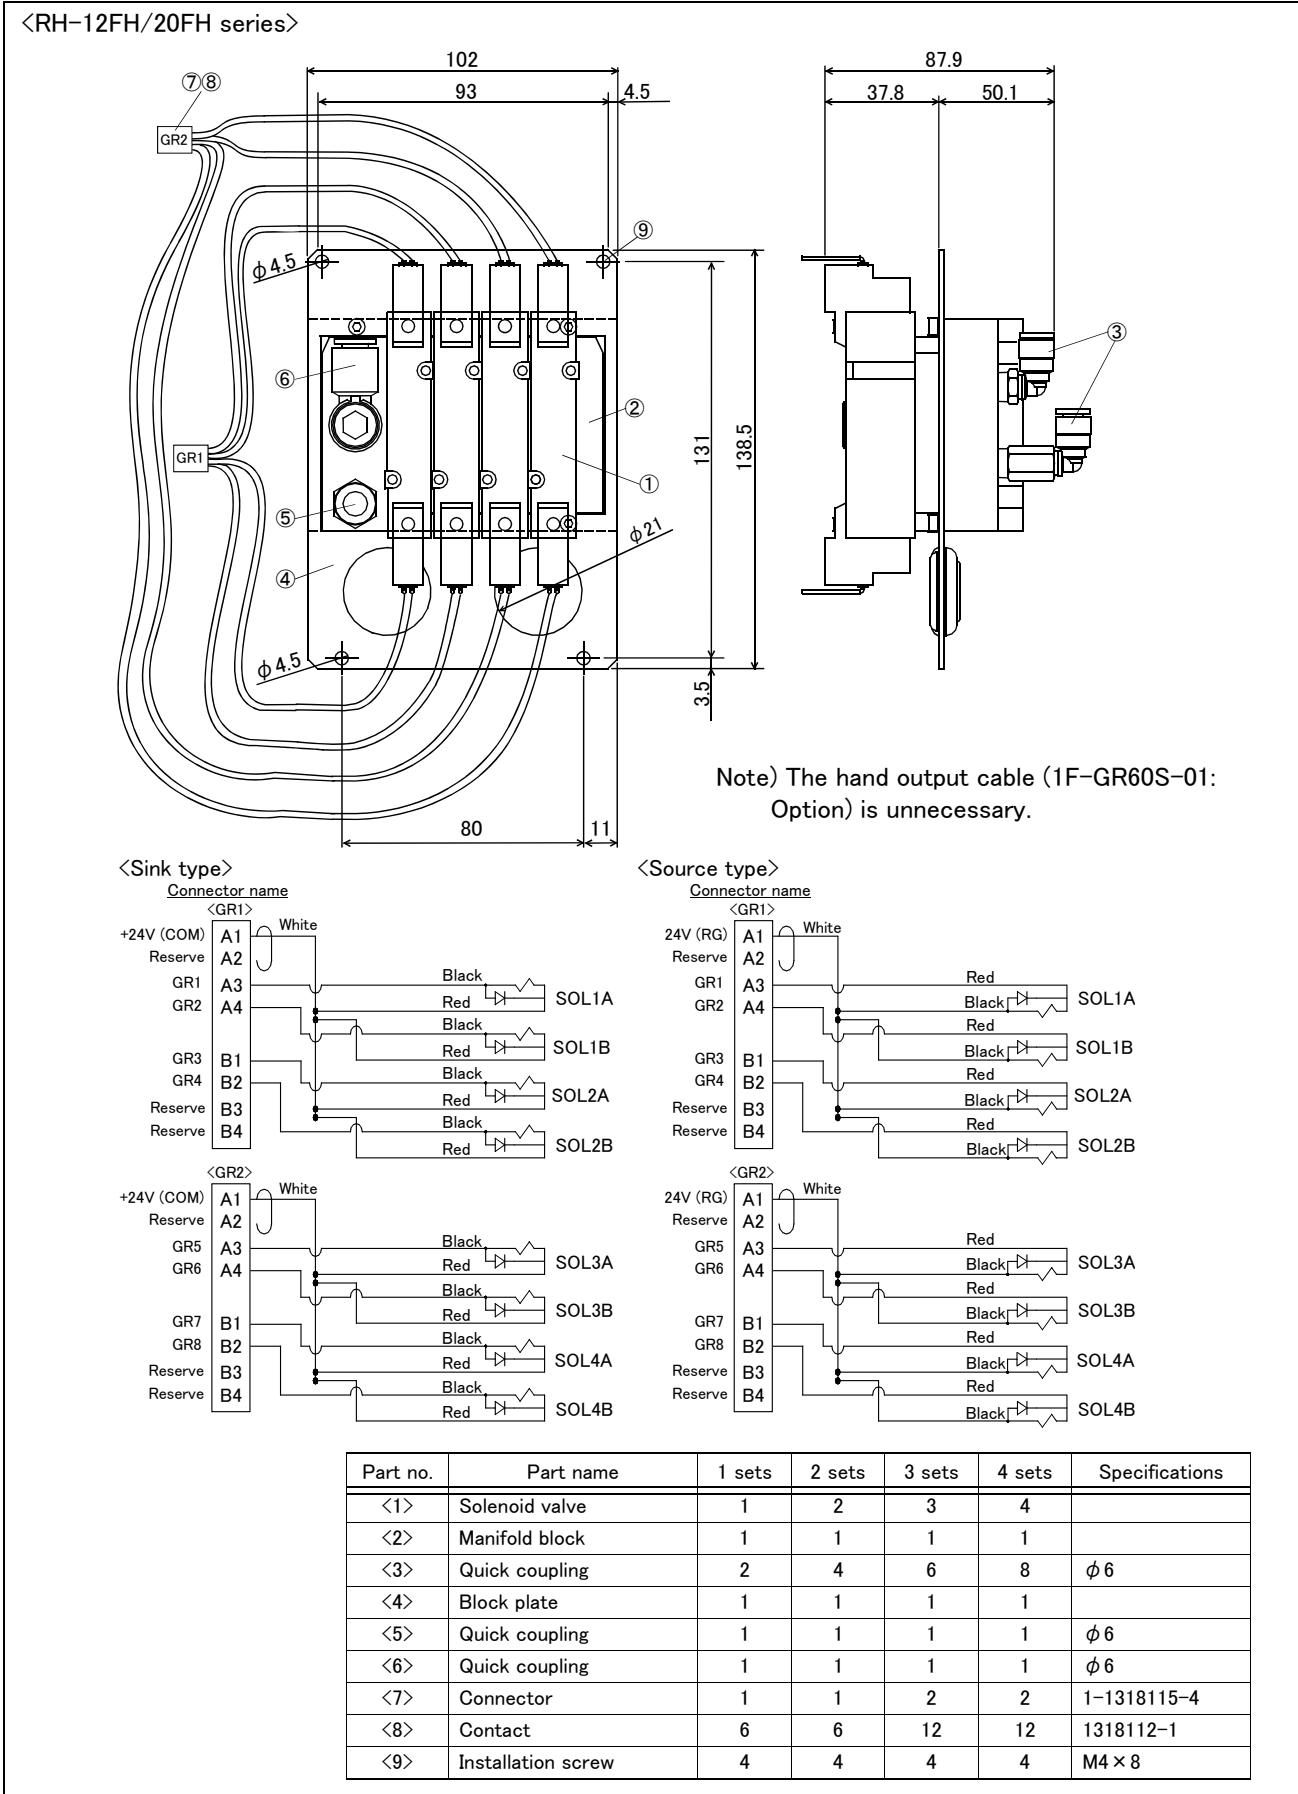 <RH-12FH/20FH series>
102
87.9
⑦⑧
93
4.5
37.8
50.1
GR2
⑨
φ4.5
③
⑥
②
131
138.5
GR1
①
⑤
φ21
④
φ4.5
3.5
Note) The hand output cable (1F-GR60S-01:
Option) is unnecessary.
80
11
<Sink type>
Connector name
<GR1>
+24V (COM) A1 White
Reserve A2
GR1 A3 Black
GR2 A4 Red SOL1A
Black
Red SOL1B
GR3 B1 Black
GR4 B2 Red SOL2A
Reserve B3 Black
Reserve B4 Red SOL2B
<GR2>
+24V (COM) A1 White
Reserve A2
GR5 A3 Black
GR6 A4 Red SOL3A
Black
Red SOL3B
GR7 B1 Black
GR8 B2 Red SOL4A
Reserve B3 Black
Reserve B4 Red SOL4B
<Source type>
Connector name
<GR1>
24V (RG) A1 White
Reserve A2
GR1 A3 Red
GR2 A4 Black SOL1A
Red
Black SOL1B
GR3 B1 Red
GR4 B2 Black SOL2A
Reserve B3 Red
Reserve B4 Black SOL2B
<GR2>
24V (RG) A1 White
Reserve A2
GR5 A3 Red
GR6 A4 Black SOL3A
Red
Black SOL3B
GR7 B1 Red
GR8 B2 Black SOL4A
Reserve B3 Red
Reserve B4 Black SOL4B
Part no. Part name 1 sets 2 sets 3 sets 4 sets Specifications
<1> Solenoid valve 1 2 3 4
<2> Manifold block 1 1 1 1
<3> Quick coupling 2 4 6 8 φ6
<4> Block plate 1 1 1 1
<5> Quick coupling 1 1 1 1 φ6
<6> Quick coupling 1 1 1 1 φ6
<7> Connector 1 1 2 2 1-1318115-4
<8> Contact 6 6 12 12 1318112-1
<9> Installation screw 4 4 4 4 M4×8